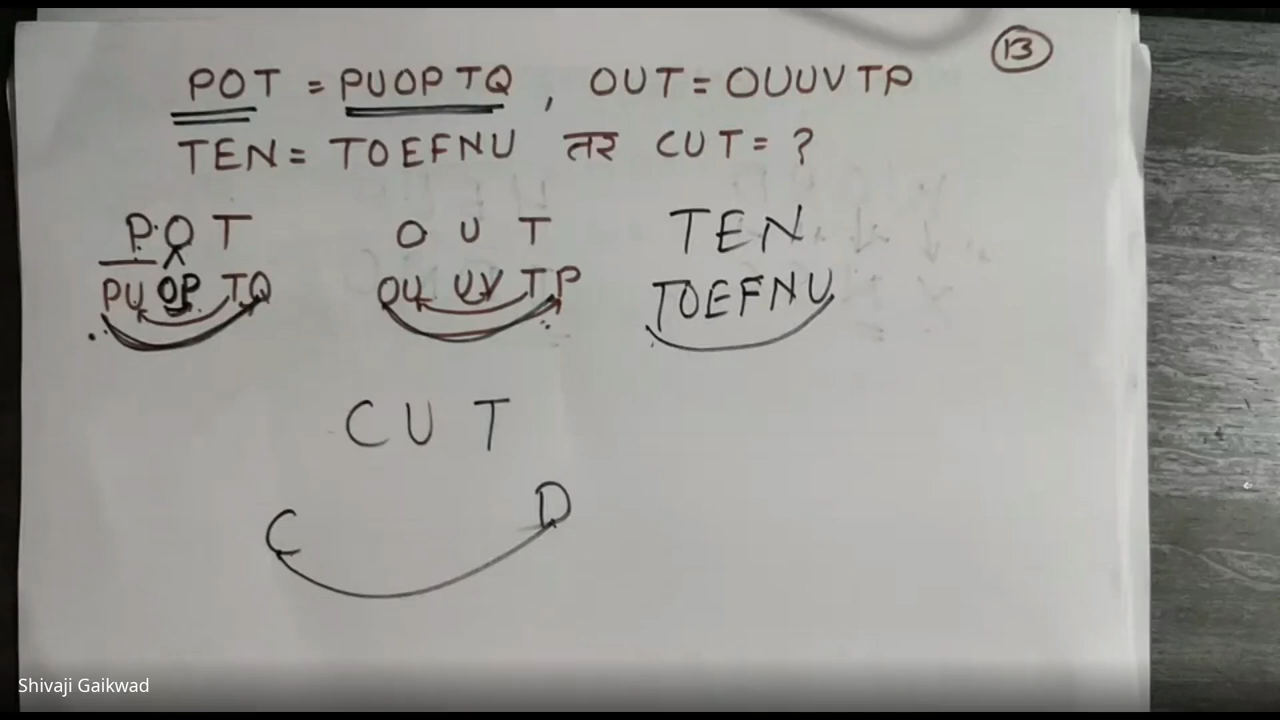 13
POT = PUOPTQ , OUT = OUUVTP
TEN = TOEFNU तर CUT = ?
POT OUT TEN
PUOPTQ OUUVTP TOEFNU
CUT
C D
Shivaji Gaikwad